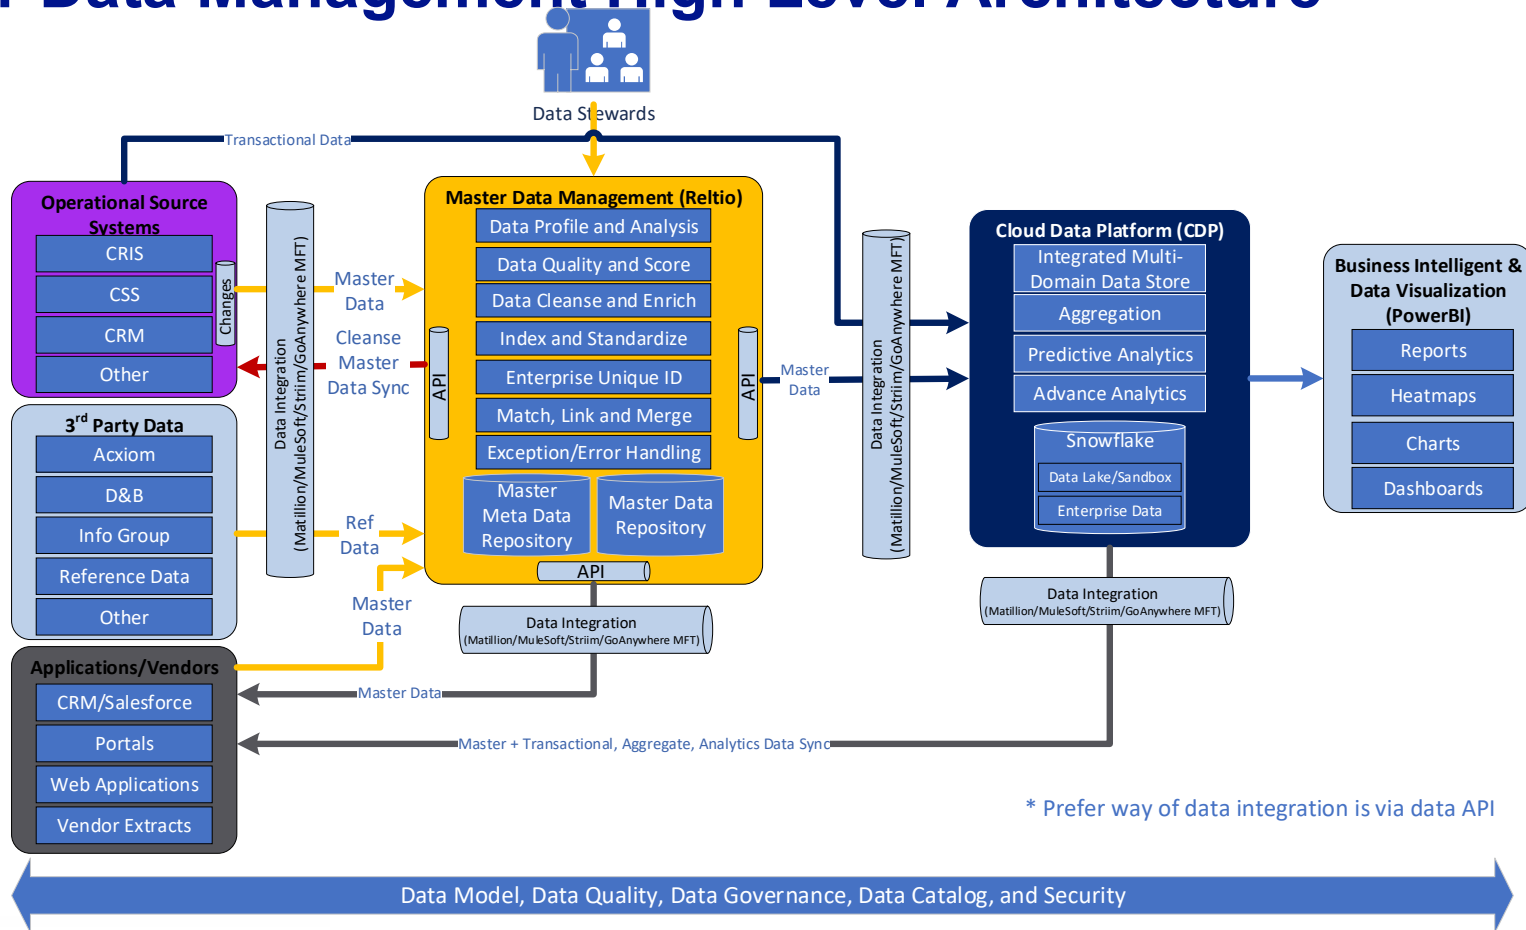 r Data Management High Level Architecture
Data Stewards
Transactional Data
Operational Source
Systems
CRIS
CSS
CRM
Other
Changes
3rd Party Data
Acxiom
D&B
Info Group
Reference Data
Other
Applications/Vendors
CRM/Salesforce
Portals
Web Applications
Vendor Extracts
Data Integration
(Matillion/MuleSoft/Striim/GoAnywhere MFT)
Master
Data
Cleanse
Master
Data Sync
Ref
Data
Master
Data
Master Data Management (Reltio)
Data Profile and Analysis
Data Quality and Score
Data Cleanse and Enrich
Index and Standardize
Enterprise Unique ID
Match, Link and Merge
Exception/Error Handling
Master
Meta Data
Repository
Master Data
Repository
API
API
API
Data Integration
(Matillion/MuleSoft/Striim/GoAnywhere MFT)
Master Data
Master
Data
Data Integration
(Matillion/MuleSoft/Striim/GoAnywhere MFT)
Cloud Data Platform (CDP)
Integrated Multi-
Domain Data Store
Aggregation
Predictive Analytics
Advance Analytics
Snowflake
Data Lake/Sandbox
Enterprise Data
Data Integration
(Matillion/MuleSoft/Striim/GoAnywhere MFT)
Master + Transactional, Aggregate, Analytics Data Sync
Business Intelligent &
Data Visualization
(PowerBI)
Reports
Heatmaps
Charts
Dashboards
* Prefer way of data integration is via data API
Data Model, Data Quality, Data Governance, Data Catalog, and Security